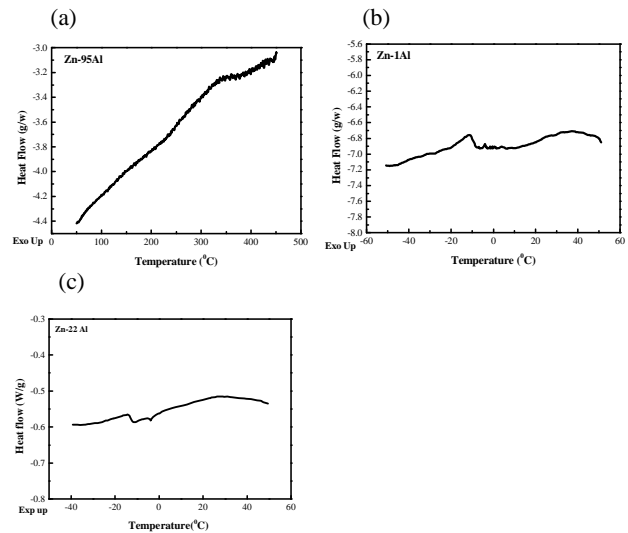 (a)
Zn-95Al
-3.0
-3.2
-3.4
-3.6
-3.8
-4.0
-4.2
-4.4
Heat Flow (g/w)
Exo Up
0 100 200 300 400 500
Temperature (⁰C)
(b)
Zn-1Al
-5.6
-5.8
-6.0
-6.2
-6.4
-6.6
-6.8
-7.0
-7.2
-7.4
-7.6
-7.8
-8.0
Heat Flow (g/w)
Exo Up
-60 -40 -20 0 20 40 60
Temperature (⁰C)
(c)
Zn-22 Al
-0.3
-0.4
-0.5
-0.6
-0.7
-0.8
Heat flow (W/g)
Exp up
-40 -20 0 20 40 60
Temperature(⁰C)